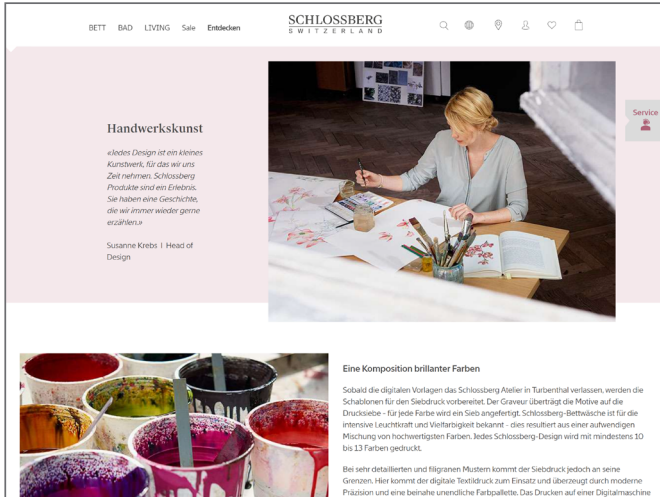 BETT BAD LIVING Sale Entdecken
SCHLOSSBERG
SWITZERLAND
Service
Handwerkskunst
«Jedes Design ist ein kleines
Kunstwerk, für das wir uns
Zeit nehmen. Schlossberg
Produkte sind ein Erlebnis.
Sie haben eine Geschichte,
die wir immer wieder gerne
erzählen.»
Susanne Krebs I Head of
Design
Eine Komposition brillanter Farben
Sobald die digitalen Vorlagen das Schlossberg Atelier in Turbenthal verlassen, werden die
Schablonen für den Siebdruck vorbereitet. Der Graveur überträgt die Motive auf die
Drucksiebe - für jede Farbe wird ein Sieb angefertigt. Schlossberg-Bettwäsche ist für die
intensive Leuchtkraft und Vielfarbigkeit bekannt - dies resultiert aus einer aufwendigen
Mischung von hochwertigsten Farben. Jedes Schlossberg-Design wird mit mindestens 10
bis 13 Farben gedruckt.
Bei sehr detaillierten und filigranen Mustern kommt der Siebdruck jedoch an seine
Grenzen. Hier kommt der digitale Textildruck zum Einsatz und überzeugt durch moderne
Präzision und eine beinahe unendliche Farbpallette. Das Drucken auf einer Digitalmaschine